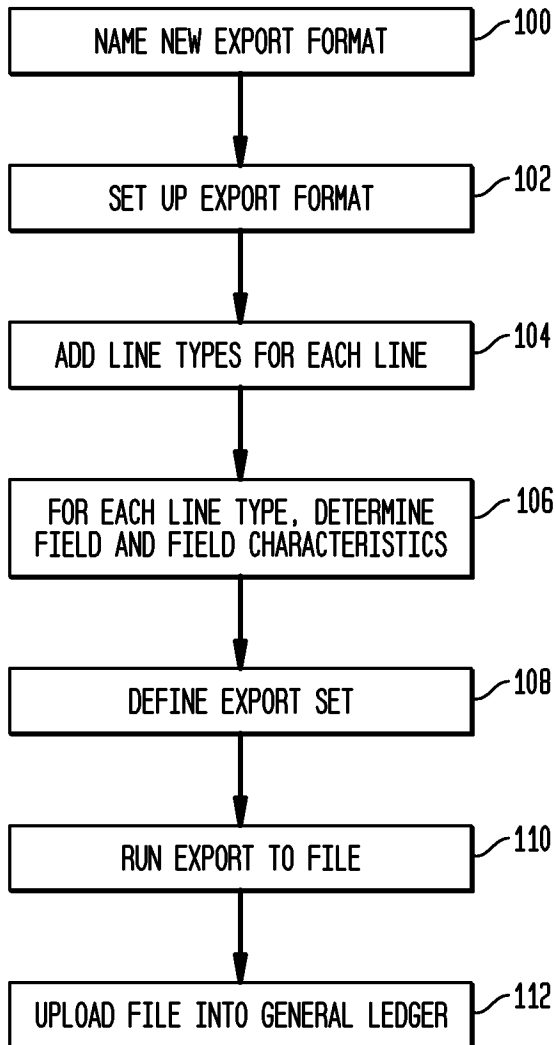 NAME NEW EXPORT FORMAT
100
SET UP EXPORT FORMAT
102
ADD LINE TYPES FOR EACH LINE
104
FOR EACH LINE TYPE, DETERMINE
FIELD AND FIELD CHARACTERISTICS
106
DEFINE EXPORT SET
108
RUN EXPORT TO FILE
110
UPLOAD FILE INTO GENERAL LEDGER
112